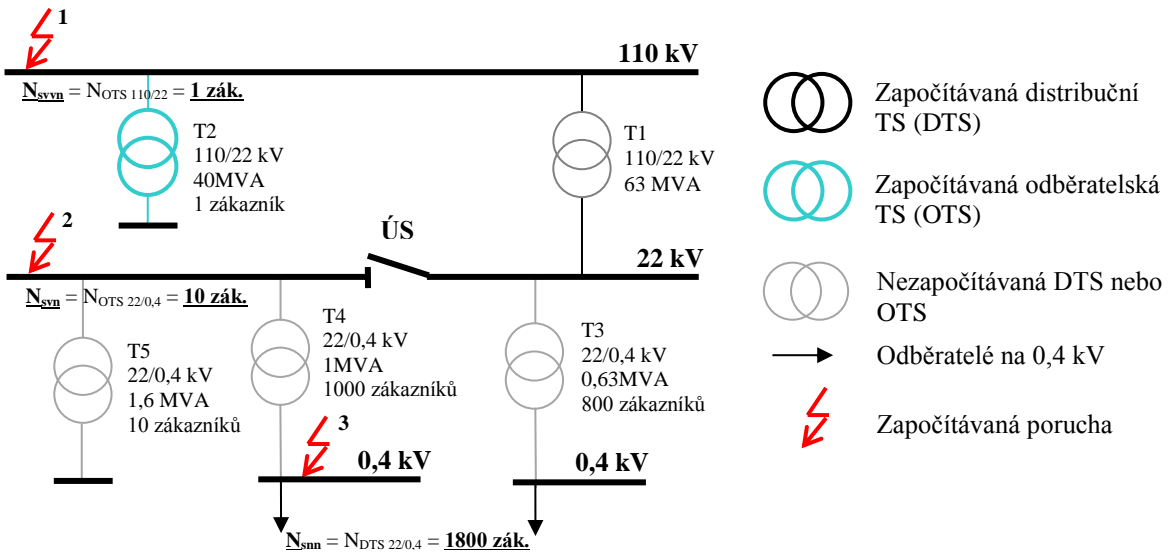 1
110 kV
Nsvvn = NOTS 110/22 = 1 zák.
T2
110/22 kV
40MVA
1 zákazník
T1
110/22 kV
63 MVA
2
ÚS
22 kV
Nsvn = NOTS 22/0,4 = 10 zák.
T5
22/0,4 kV
1,6 MVA
10 zákazníků
T4
22/0,4 kV
1MVA
1000 zákazníků
T3
22/0,4 kV
0,63MVA
800 zákazníků
3
0,4 kV
0,4 kV
Nsnn = NDTS 22/0,4 = 1800 zák.
Započítávaná distribuční
TS (DTS)
Započítávaná odběratelská
TS (OTS)
Nezapočítávaná DTS nebo
OTS
Odběratelé na 0,4 kV
Započítávaná porucha